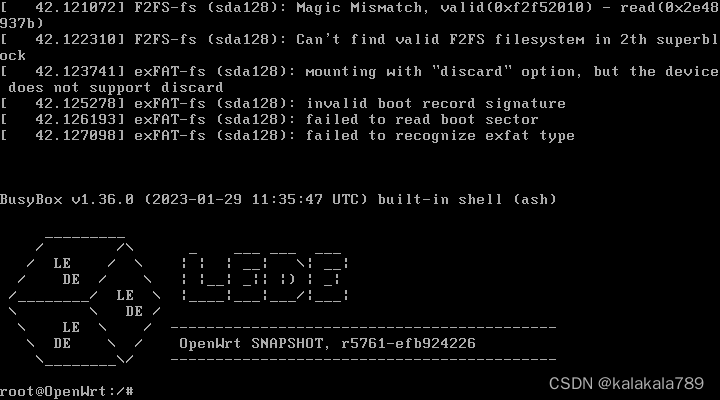 [   42.121072] F2FS-fs (sda128): Magic Mismatch, valid(0xf2f52010) - read(0x2e48
937b)
[   42.122310] F2FS-fs (sda128): Can't find valid F2FS filesystem in 2th superbl
ock
[   42.123741] exFAT-fs (sda128): mounting with "discard" option, but the device
 does not support discard
[   42.125278] exFAT-fs (sda128): invalid boot record signature
[   42.126193] exFAT-fs (sda128): failed to read boot sector
[   42.127098] exFAT-fs (sda128): failed to recognize exfat type
BusyBox v1.36.0 (2023-01-29 11:35:47 UTC) built-in shell (ash)
LE
DE
LE
DE
LE
DE
LEDE
OpenWrt SNAPSHOT, r5761-efb924226
root@OpenWrt:/#
CSDN @kalakala789